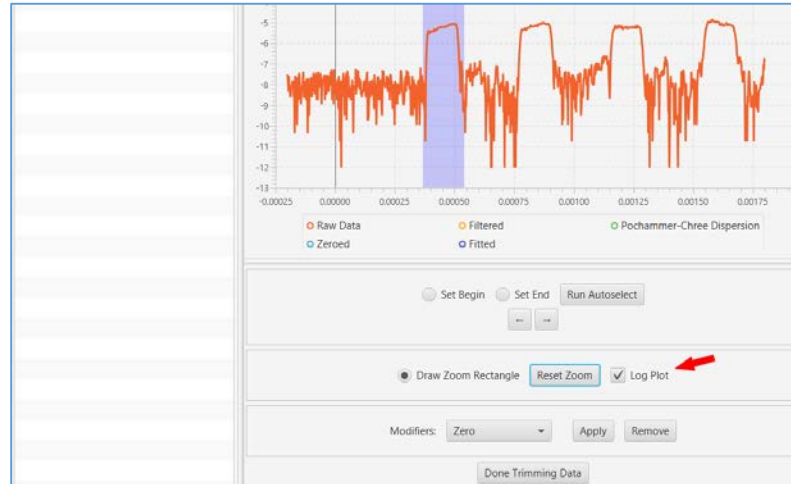 -5
-6
-7
-8
-9
-10
-11
-12
-13
-0.00025 0.00000 0.00025 0.00050 0.00075 0.00100 0.00125 0.00150 0.00175
Raw Data Filtered Pochammer-Chree Dispersion
Zeroed Fitted
Set Begin Set End Run Autoselect
← →
Draw Zoom Rectangle Reset Zoom Log Plot
Modifiers: Zero Apply Remove
Done Trimming Data